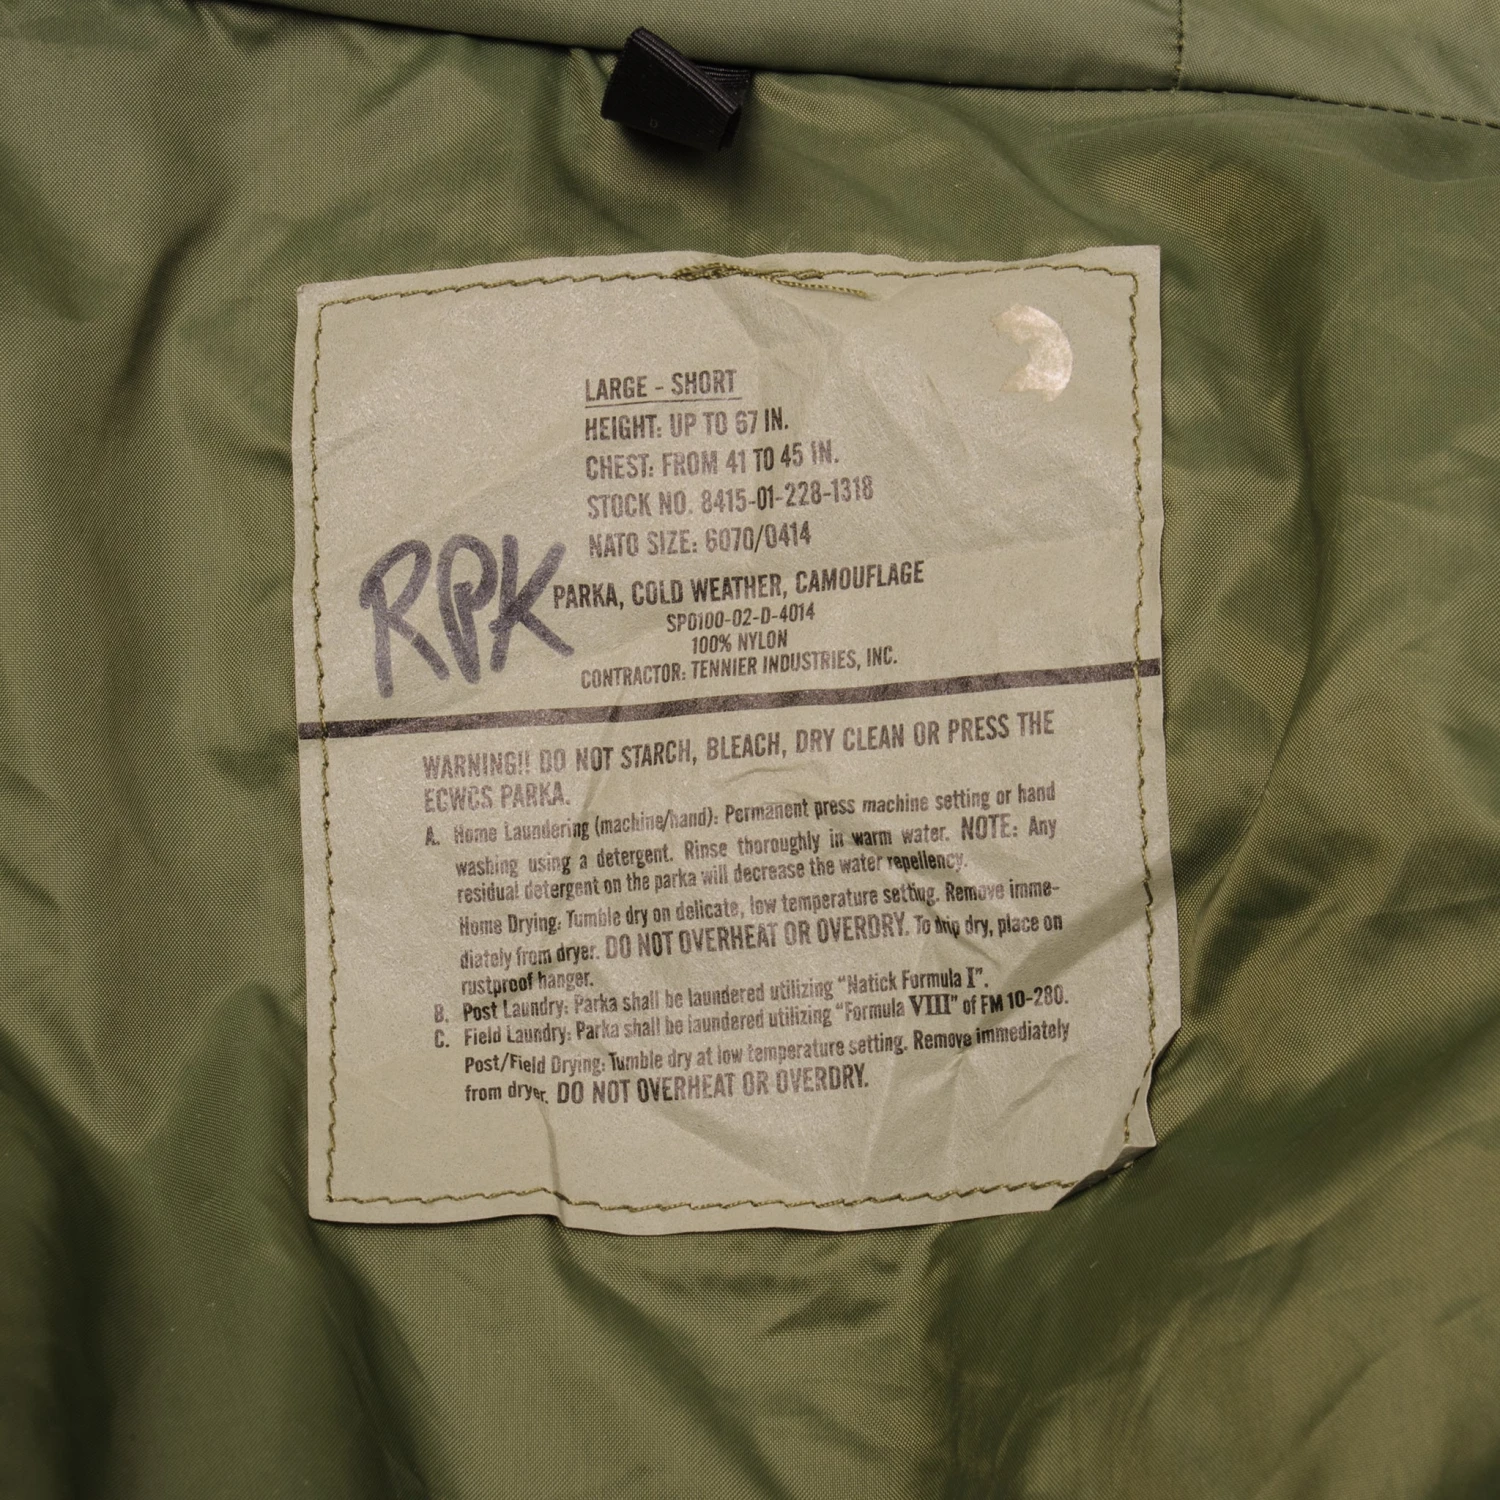 LARGE - SHORT
HEIGHT: UP TO 67 IN.
CHEST: FROM 41 TO 45 IN.
STOCK NO. 8415-01-228-1318
NATO SIZE: 6070/0414
RPK
PARKA, COLD WEATHER, CAMOUFLAGE
SP0100-02-D-4014
100% NYLON
CONTRACTOR: TENNIER INDUSTRIES, INC.
WARNING!! DO NOT STARCH, BLEACH, DRY CLEAN OR PRESS THE
ECWCS PARKA.
A. Home Laundering (machine/hand): Permanent press machine setting or hand
washing using a detergent. Rinse thoroughly in warm water. NOTE: Any
residual detergent on the parka will decrease the water repellency.
Home Drying: Tumble dry on delicate, low temperature setting. Remove imme-
diately from dryer. DO NOT OVERHEAT OR OVERDRY. To drip dry, place on
rustproof hanger.
B. Post Laundry: Parka shall be laundered utilizing "Natick Formula I".
C. Field Laundry: Parka shall be laundered utilizing "Formula VIII" of FM 10-280.
Post/Field Drying: Tumble dry at low temperature setting. Remove immediately
from dryer. DO NOT OVERHEAT OR OVERDRY.